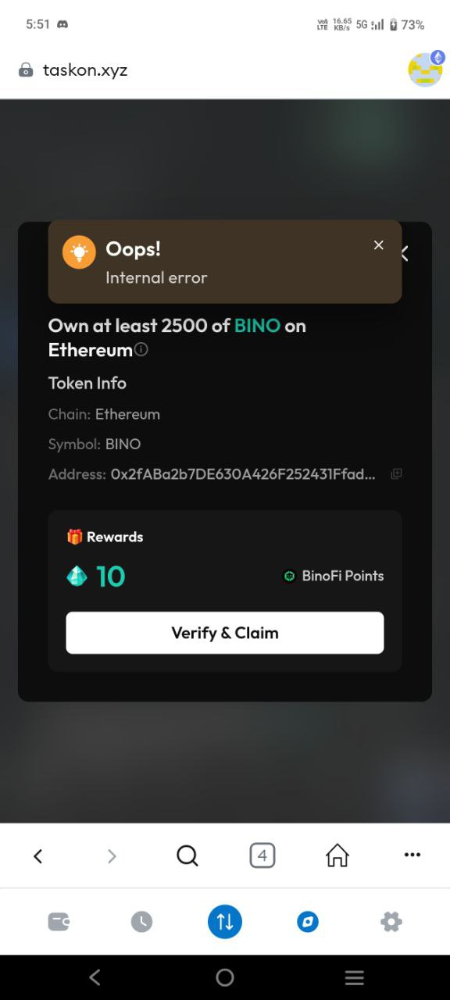 5:51
Vo) LTE 16.65 KB/s 5G 73%
taskon.xyz
Oops!
Internal error
Own at least 2500 of BINO on
Ethereum
Token Info
Chain: Ethereum
Symbol: BINO
Address: 0x2fABa2b7DE630A426F252431Ffad...
Rewards
10
BinoFi Points
Verify & Claim
4